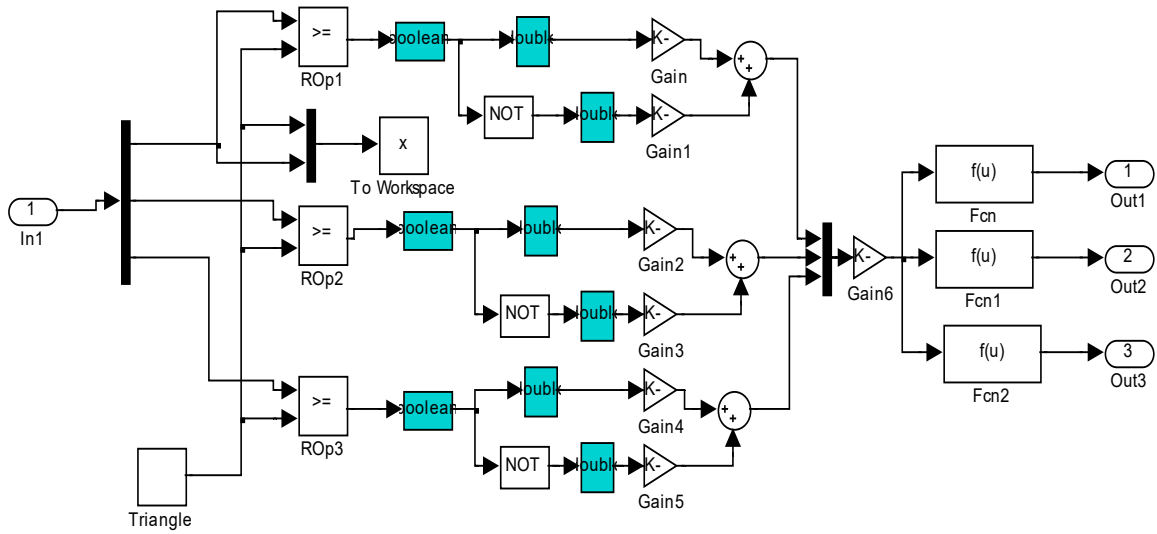 >=
ROp1
boolean
double
K-
Gain
+
+
NOT
double
K-
Gain1
x
To Workspace
1
In1
>=
ROp2
boolean
double
K-
Gain2
+
+
NOT
double
K-
Gain3
>=
ROp3
boolean
double
K-
Gain4
+
+
NOT
double
K-
Gain5
Triangle
K-
Gain6
f(u)
Fcn
1
Out1
f(u)
Fcn1
2
Out2
f(u)
Fcn2
3
Out3